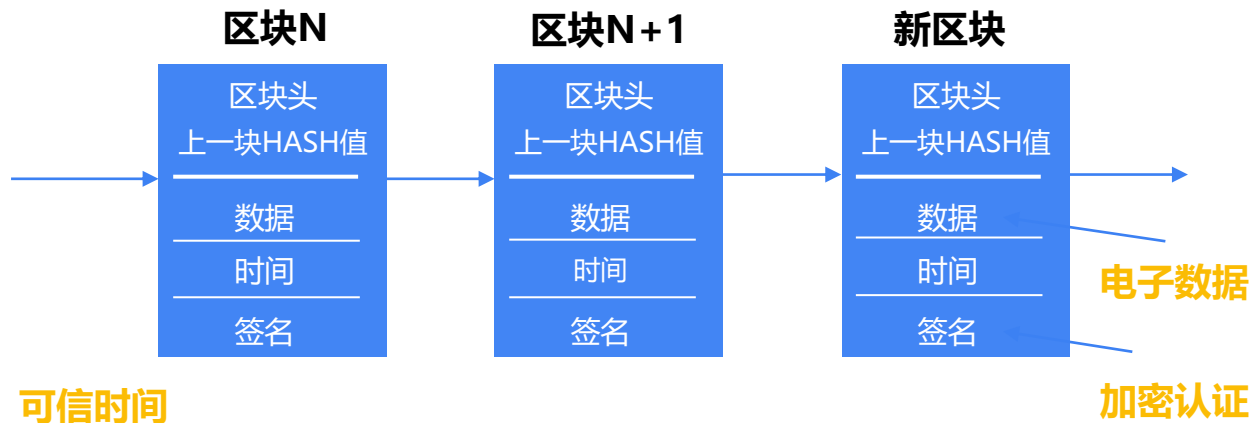 区块N
区块头
上一块HASH值
数据
时间
签名
区块N+1
区块头
上一块HASH值
数据
时间
签名
新区块
区块头
上一块HASH值
数据
时间
签名
电子数据
加密认证
可信时间